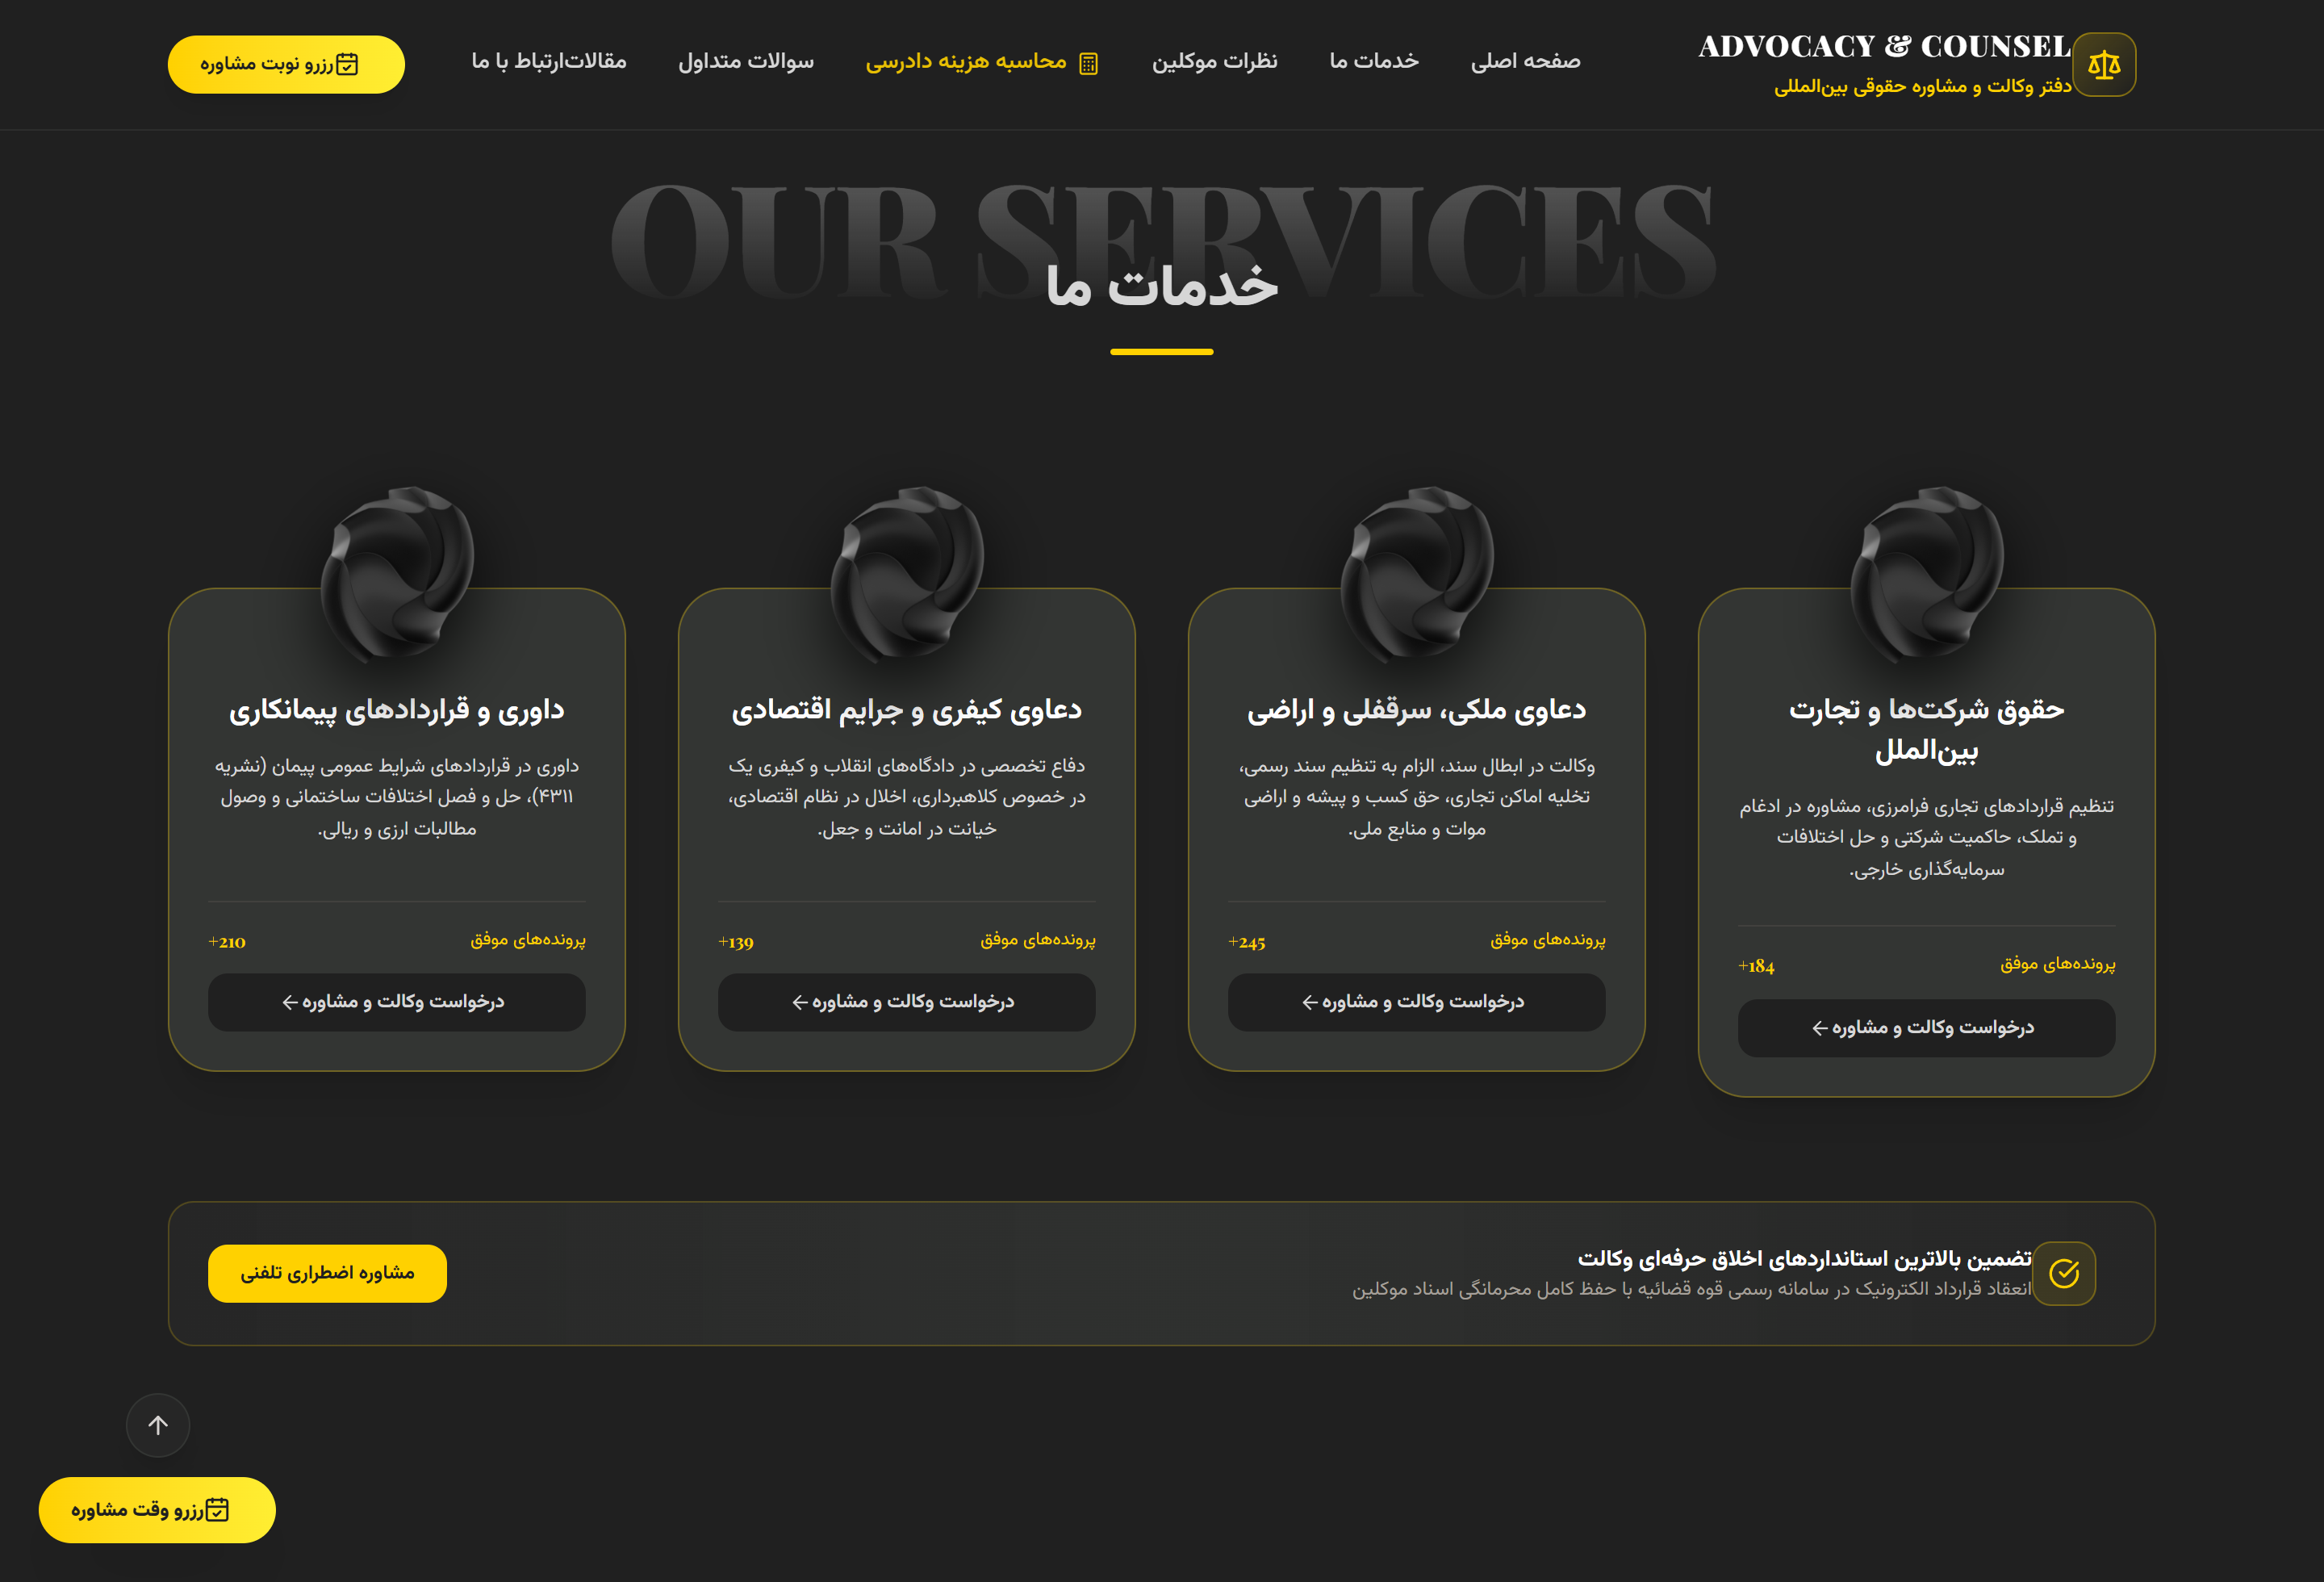 ADVOCACY & COUNSEL
دفتر وکالت و مشاوره حقوقی بین‌المللی
صفحه اصلی
خدمات ما
نظرات موکلین
محاسبه هزینه دادرسی
سوالات متداول
مقالات
ارتباط با ما
رزرو نوبت مشاوره
OUR SERVICES
خدمات ما
حقوق شرکت‌ها و تجارت
بین‌الملل
تنظیم قراردادهای تجاری فرامرزی، مشاوره در ادغام
و تملک، حاکمیت شرکتی و حل اختلافات
سرمایه‌گذاری خارجی.
پرونده‌های موفق
+184
درخواست وکالت و مشاوره
دعاوی ملکی، سرقفلی و اراضی
وکالت در ابطال سند، الزام به تنظیم سند رسمی،
تخلیه اماکن تجاری، حق کسب و پیشه و اراضی
موات و منابع ملی.
پرونده‌های موفق
+245
درخواست وکالت و مشاوره
دعاوی کیفری و جرایم اقتصادی
دفاع تخصصی در دادگاه‌های انقلاب و کیفری یک
در خصوص کلاهبرداری، اخلال در نظام اقتصادی،
خیانت در امانت و جعل.
پرونده‌های موفق
+139
درخواست وکالت و مشاوره
داوری و قراردادهای پیمانکاری
داوری در قراردادهای شرایط عمومی پیمان (نشریه
۴۳۱۱)، حل و فصل اختلافات ساختمانی و وصول
مطالبات ارزی و ریالی.
پرونده‌های موفق
+210
درخواست وکالت و مشاوره
تضمین بالاترین استانداردهای اخلاق حرفه‌ای وکالت
انعقاد قرارداد الکترونیک در سامانه رسمی قوه قضائیه با حفظ کامل محرمانگی اسناد موکلین
مشاوره اضطراری تلفنی
رزرو وقت مشاوره